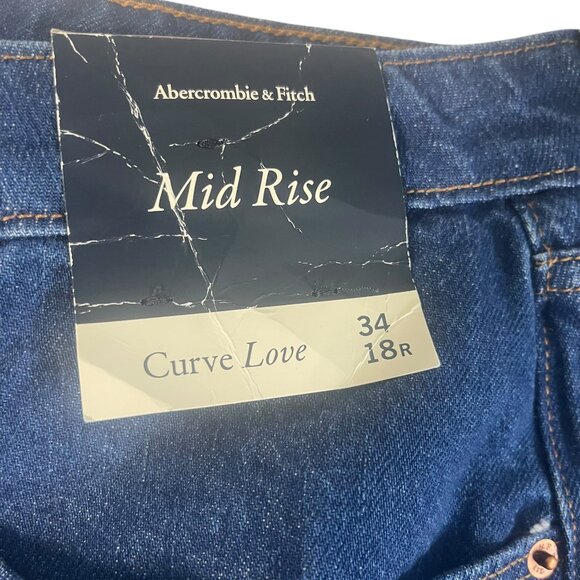 Abercrombie & Fitch
Mid Rise
Curve Love
34
18R